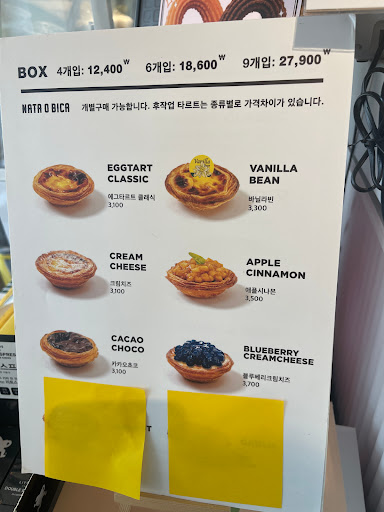 BOX 4개입: 12,400₩ 6개입: 18,600₩ 9개입: 27,900₩
NATA O BICA 개별구매 가능합니다. 후작업 타르트는 종류별로 가격차이가 있습니다.
EGGTART
CLASSIC
에그타르트 클래식
3,100
Vanilla
VANILLA
BEAN
바닐라빈
3,300
CREAM
CHEESE
크림치즈
3,100
APPLE
CINNAMON
애플시나몬
3,500
CACAO
CHOCO
카카오초코
3,100
BLUEBERRY
CREAMCHEESE
블루베리크림치즈
3,700